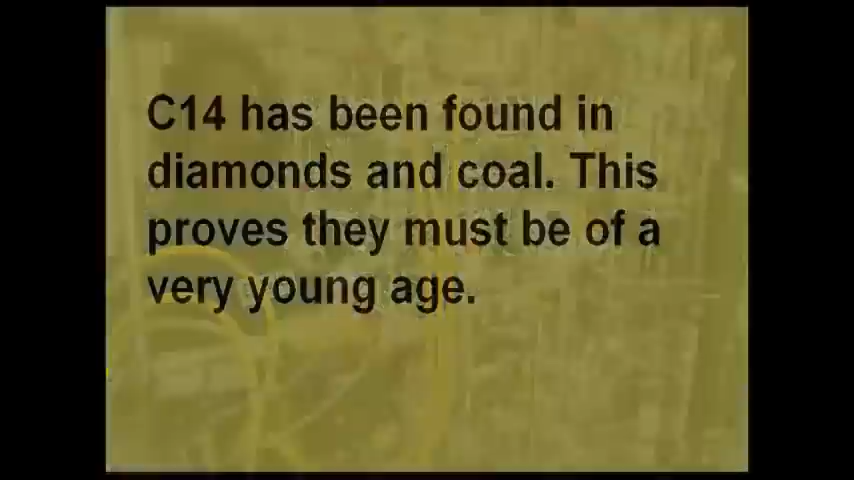 C14 has been found in
diamonds and coal. This
proves they must be of a
very young age.